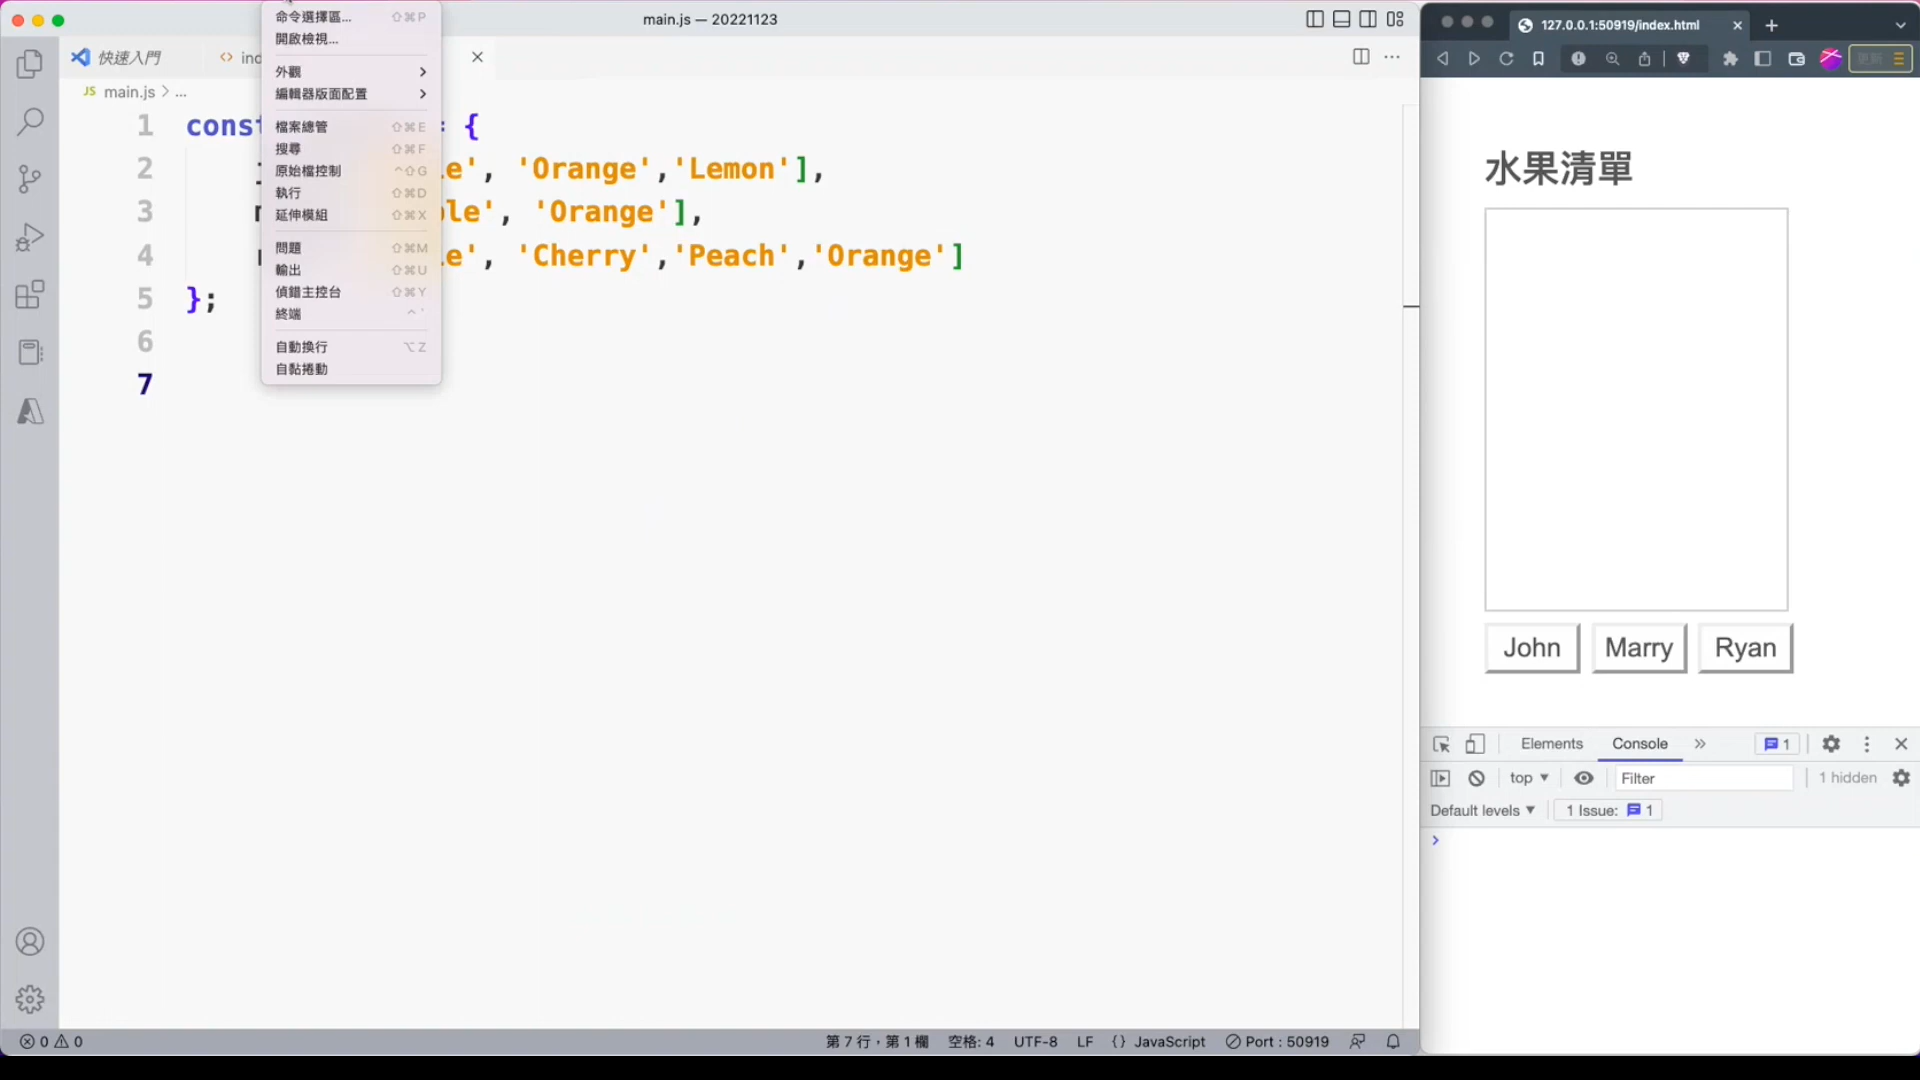 main.js — 20221123
快速入門
ind
JS main.js > ...
命令選擇區... ⇧⌘P
開啟檢視...
外觀 >
編輯器版面配置 >
檔案總管 ⇧⌘E
搜尋 ⇧⌘F
原始檔控制 ^⇧G
執行 ⇧⌘D
延伸模組 ⇧⌘X
問題 ⇧⌘M
輸出 ⇧⌘U
偵錯主控台 ⇧⌘Y
終端 ^`
自動換行 ⌥Z
自黏捲動
1 const = {
2 le', 'Orange','Lemon'],
3 ple', 'Orange'],
4 le', 'Cherry','Peach','Orange']
5 };
6
7
0 0 第 7 行，第 1 欄 空格: 4 UTF-8 LF {} JavaScript Port : 50919
127.0.0.1:50919/index.html
水果清單
John Marry Ryan
Elements Console » 1
top Filter 1 hidden
Default levels 1 Issue: 1
>